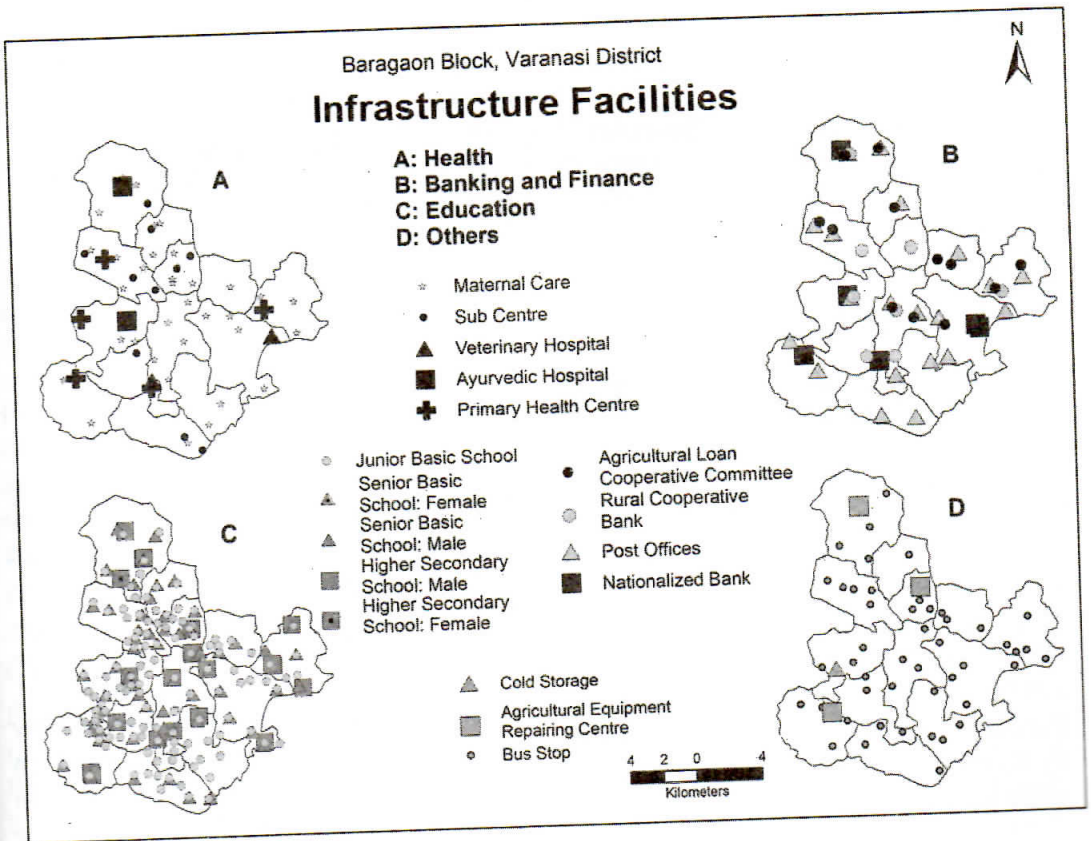 N
Baragaon Block, Varanasi District
Infrastructure Facilities
A: Health
B: Banking and Finance
C: Education
D: Others
A
B
Maternal Care
Sub Centre
Veterinary Hospital
Ayurvedic Hospital
Primary Health Centre
Junior Basic School
Senior Basic
School: Female
Senior Basic
School: Male
Higher Secondary
School: Male
Higher Secondary
School: Female
Agricultural Loan
Cooperative Committee
Rural Cooperative
Bank
Post Offices
Nationalized Bank
C
D
Cold Storage
Agricultural Equipment
Repairing Centre
Bus Stop
4 2 0 4
Kilometers